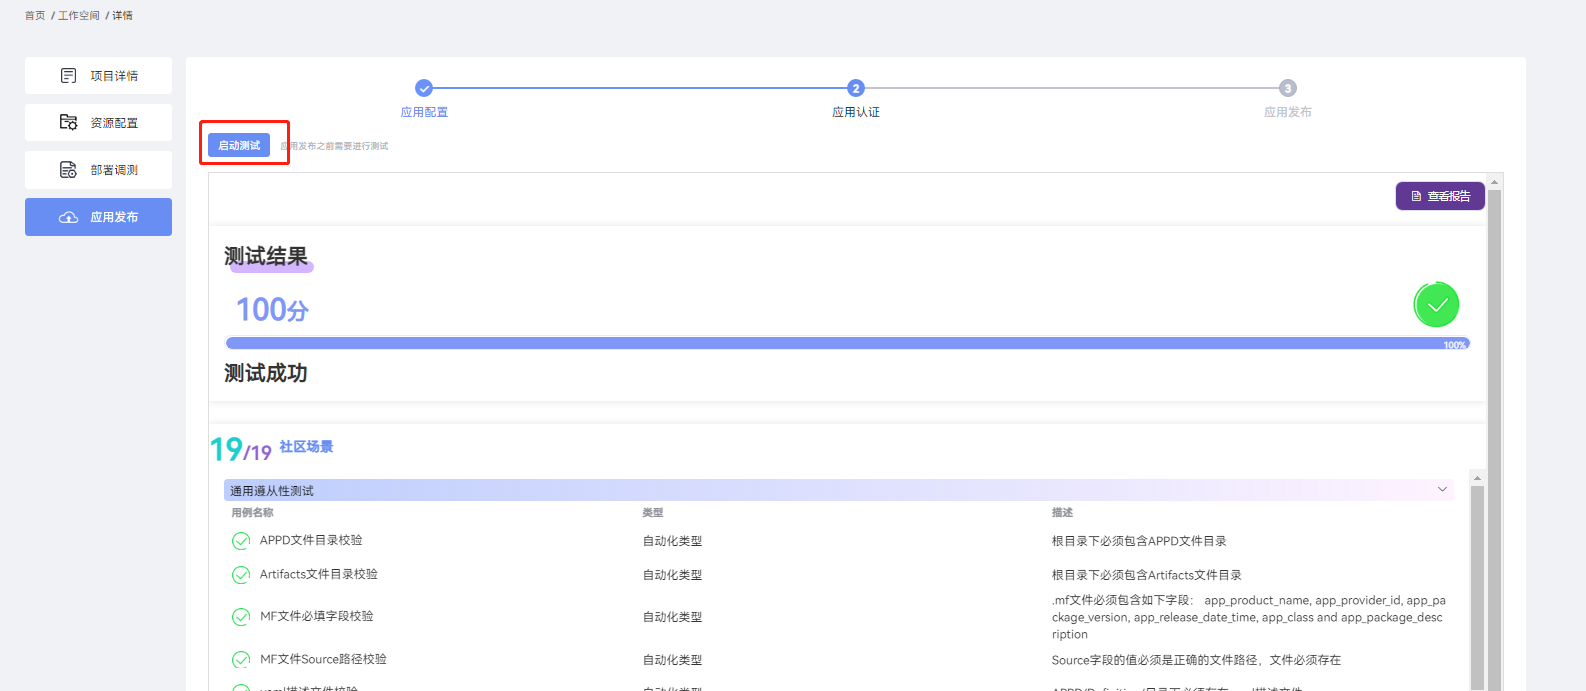 首页 / 工作空间 / 详情
项目详情
资源配置
部署调测
应用发布
2
3
应用配置
应用认证
应用发布
启动测试
应用发布之前需要进行测试
查看报告
测试结果
100分
100%
测试成功
19/19 社区场景
通用遵从性测试
用例名称 类型 描述
APPD文件目录校验 自动化类型 根目录下必须包含APPD文件目录
Artifacts文件目录校验 自动化类型 根目录下必须包含Artifacts文件目录
MF文件必填字段校验 自动化类型 .mf文件必须包含如下字段： app_product_name, app_provider_id, app_pa
ckage_version, app_release_date_time, app_class and app_package_desc
ription
MF文件Source路径校验 自动化类型 Source字段的值必须是正确的文件路径，文件必须存在